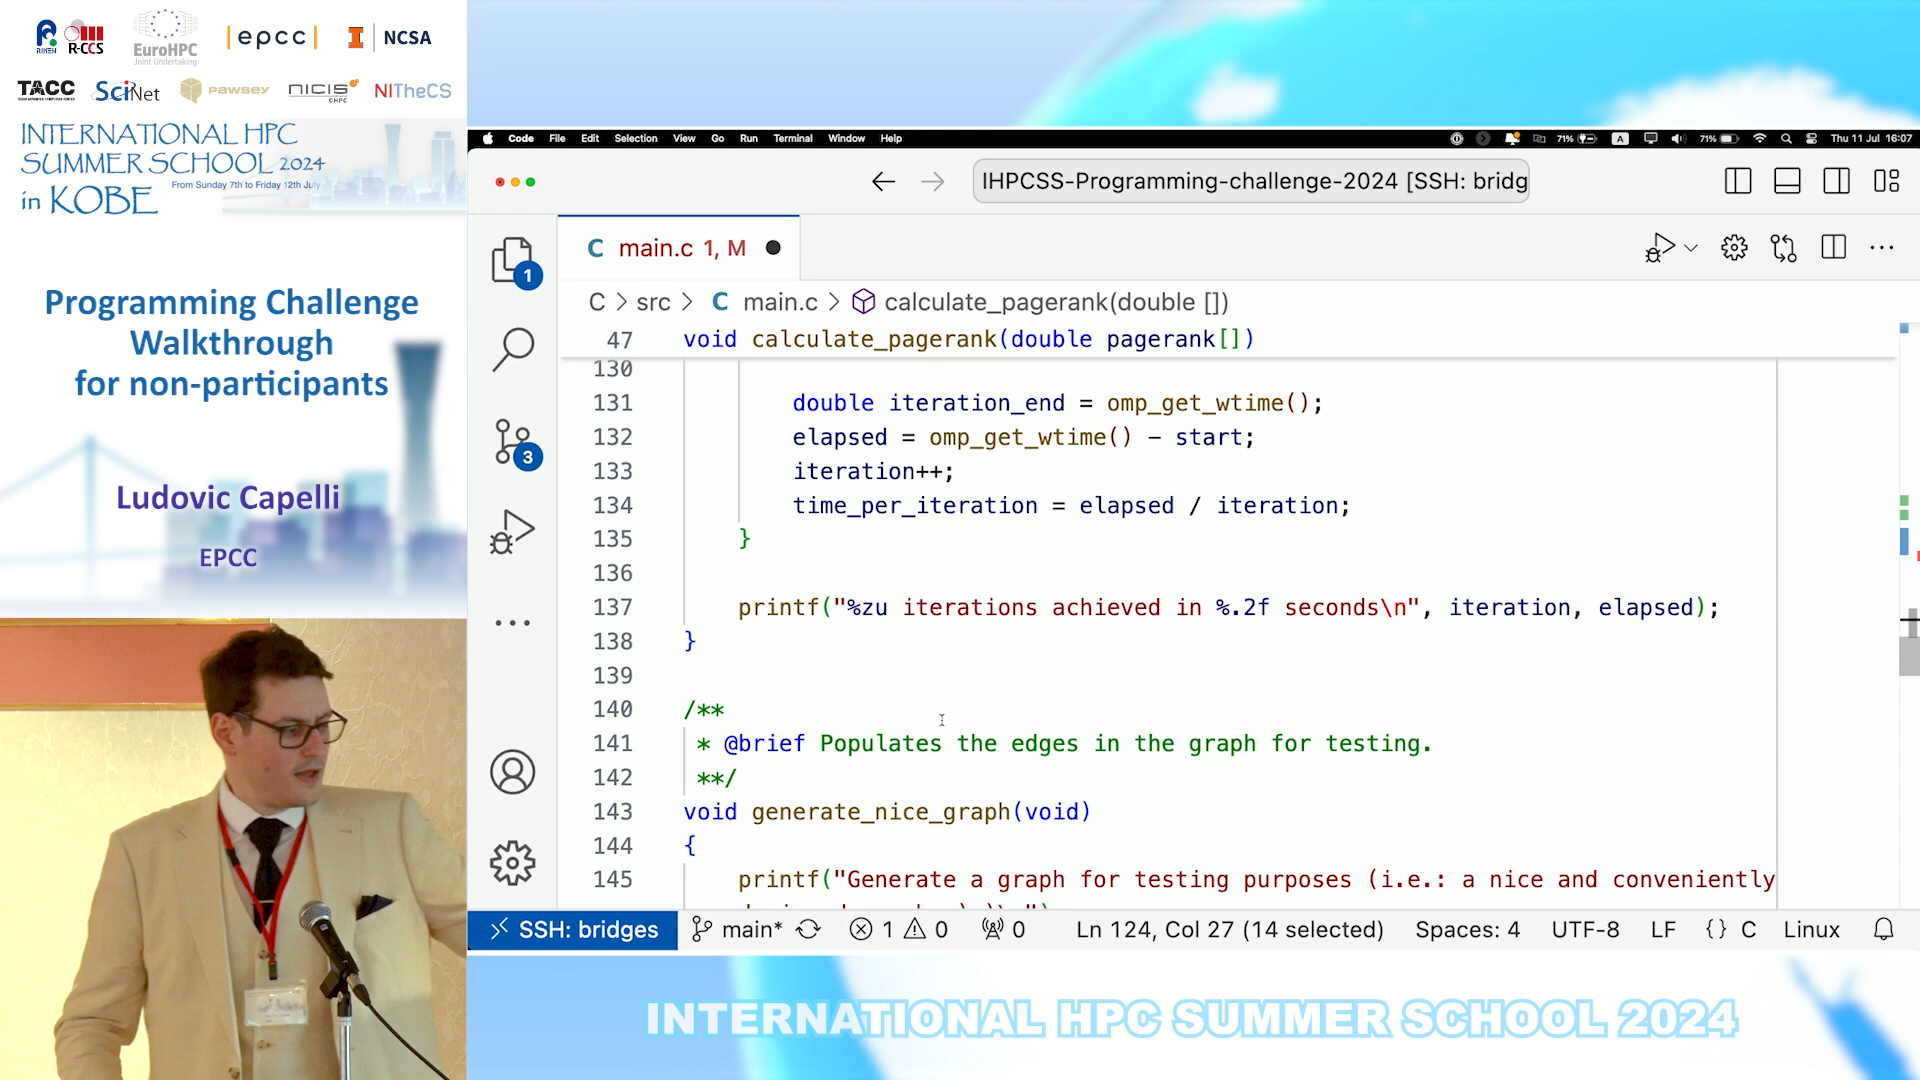 R-CCS
EuroHPC
Joint Undertaking
epcc
I NCSA
TACC
SciNet
PAWSEY
NICIS
CHPC
NITheCS
INTERNATIONAL HPC
SUMMER SCHOOL 2024
From Sunday 7th to Friday 12th July
in KOBE
Programming Challenge
Walkthrough
for non-participants
Ludovic Capelli
EPCC
Code File Edit Selection View Go Run Terminal Window Help
71% A 71% Thu 11 Jul 16:07
IHPCSS-Programming-challenge-2024 [SSH: bridg
1
C main.c 1, M
C > src > C main.c > calculate_pagerank(double [])
47 void calculate_pagerank(double pagerank[])
130
131 double iteration_end = omp_get_wtime();
132 elapsed = omp_get_wtime() - start;
133 iteration++;
134 time_per_iteration = elapsed / iteration;
135 }
136
137 printf("%zu iterations achieved in %.2f seconds\n", iteration, elapsed);
138 }
139
140 /**
141 * @brief Populates the edges in the graph for testing.
142 **/
143 void generate_nice_graph(void)
144 {
145 printf("Generate a graph for testing purposes (i.e.: a nice and conveniently
3
SSH: bridges main* 1 0 0 Ln 124, Col 27 (14 selected) Spaces: 4 UTF-8 LF {} C Linux
INTERNATIONAL HPC SUMMER SCHOOL 2024